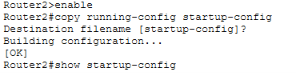 Router2>enable
Router2#copy running-config startup-config
Destination filename [startup-config]?
Building configuration...
[OK]
Router2#show startup-config